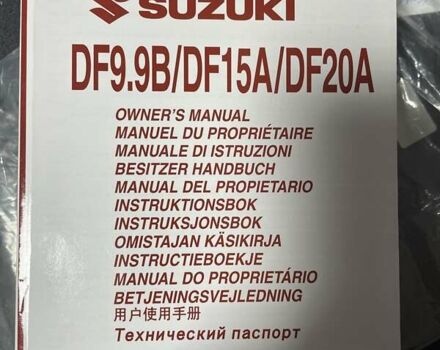 SUZUKI
DF9.9B/DF15A/DF20A
OWNER'S MANUAL
MANUEL DU PROPRIÉTAIRE
MANUALE DI ISTRUZIONI
BESITZER HANDBUCH
MANUAL DEL PROPIETARIO
INSTRUKTIONSBOK
INSTRUKSJONSBOK
OMISTAJAN KÄSIKIRJA
INSTRUCTIEBOEKJE
MANUAL DO PROPRIETÁRIO
BETJENINGSVEJLEDNING
用户使用手册
Технический паспорт